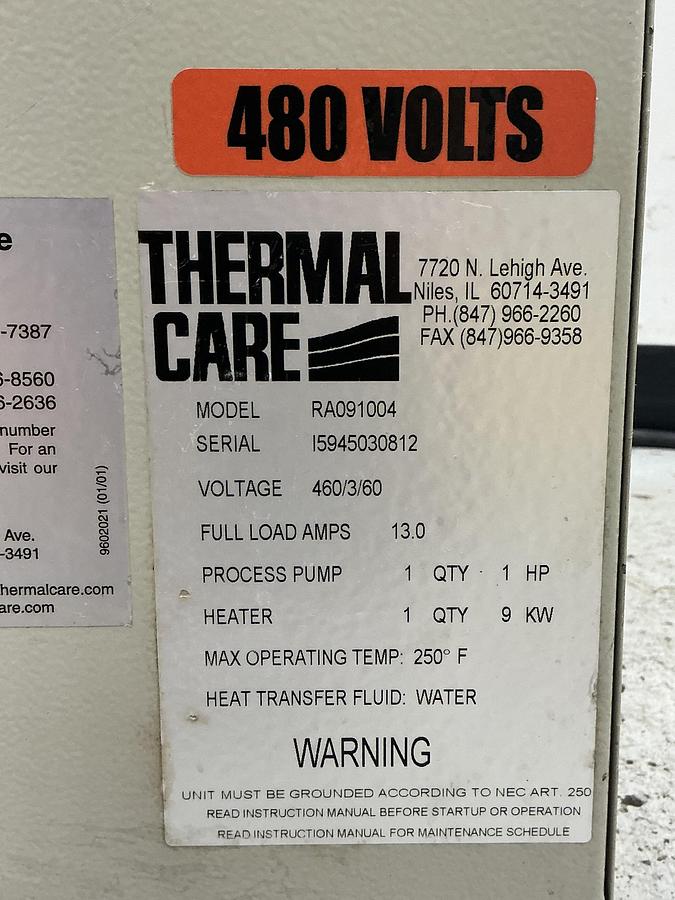 480 VOLTS
THERMAL CARE
7720 N. Lehigh Ave.
Niles, IL 60714-3491
PH.(847) 966-2260
FAX (847)966-9358
MODEL RA091004
SERIAL I5945030812
VOLTAGE 460/3/60
FULL LOAD AMPS 13.0
PROCESS PUMP 1 QTY 1 HP
HEATER 1 QTY 9 KW
MAX OPERATING TEMP: 250° F
HEAT TRANSFER FLUID: WATER
WARNING
UNIT MUST BE GROUNDED ACCORDING TO NEC ART. 250
READ INSTRUCTION MANUAL BEFORE STARTUP OR OPERATION
READ INSTRUCTION MANUAL FOR MAINTENANCE SCHEDULE
e
-7387
-8560
-2636
number
For an
visit our
Ave.
-3491
hermalcare.com
are.com
9602021 (01/01)